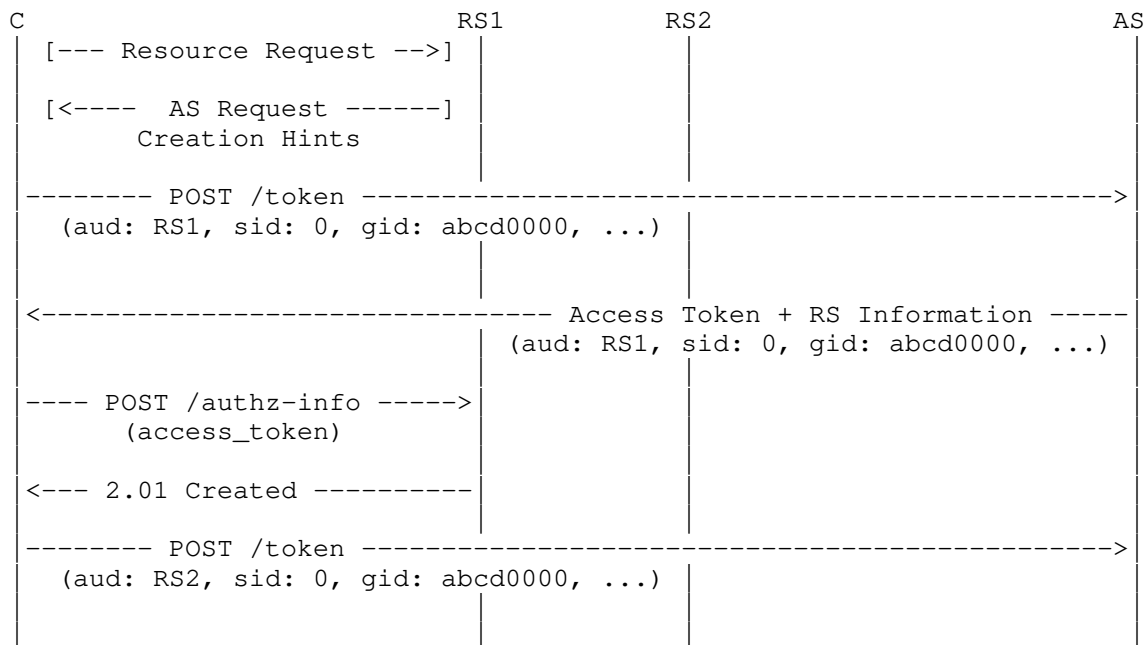 C RS1 RS2 AS
[--- Resource Request -->]
[<---- AS Request ------]
Creation Hints
-------- POST /token ----------------------------------------------->
(aud: RS1, sid: 0, gid: abcd0000, ...)
<-------------------------------- Access Token + RS Information -----
(aud: RS1, sid: 0, gid: abcd0000, ...)
---- POST /authz-info ----->
(access_token)
<--- 2.01 Created ----------
-------- POST /token ----------------------------------------------->
(aud: RS2, sid: 0, gid: abcd0000, ...)